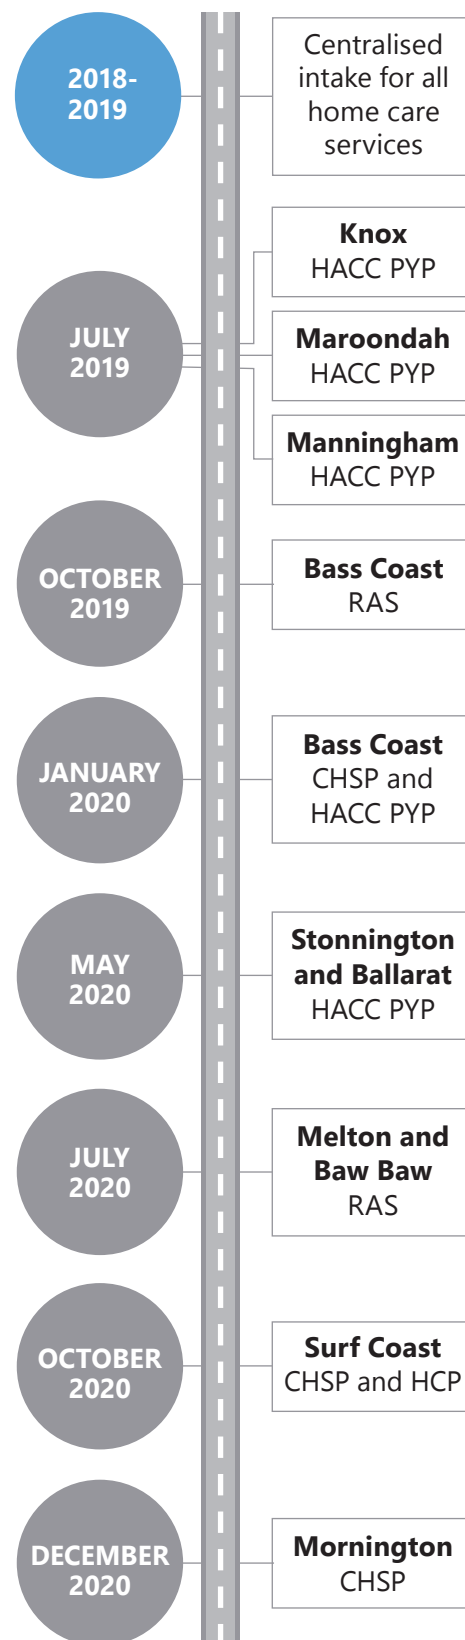 2018-
2019
Centralised
intake for all
home care
services
JULY
2019
Knox
HACC PYP
Maroondah
HACC PYP
Manningham
HACC PYP
OCTOBER
2019
Bass Coast
RAS
JANUARY
2020
Bass Coast
CHSP and
HACC PYP
MAY
2020
Stonnington
and Ballarat
HACC PYP
JULY
2020
Melton and
Baw Baw
RAS
OCTOBER
2020
Surf Coast
CHSP and HCP
DECEMBER
2020
Mornington
CHSP